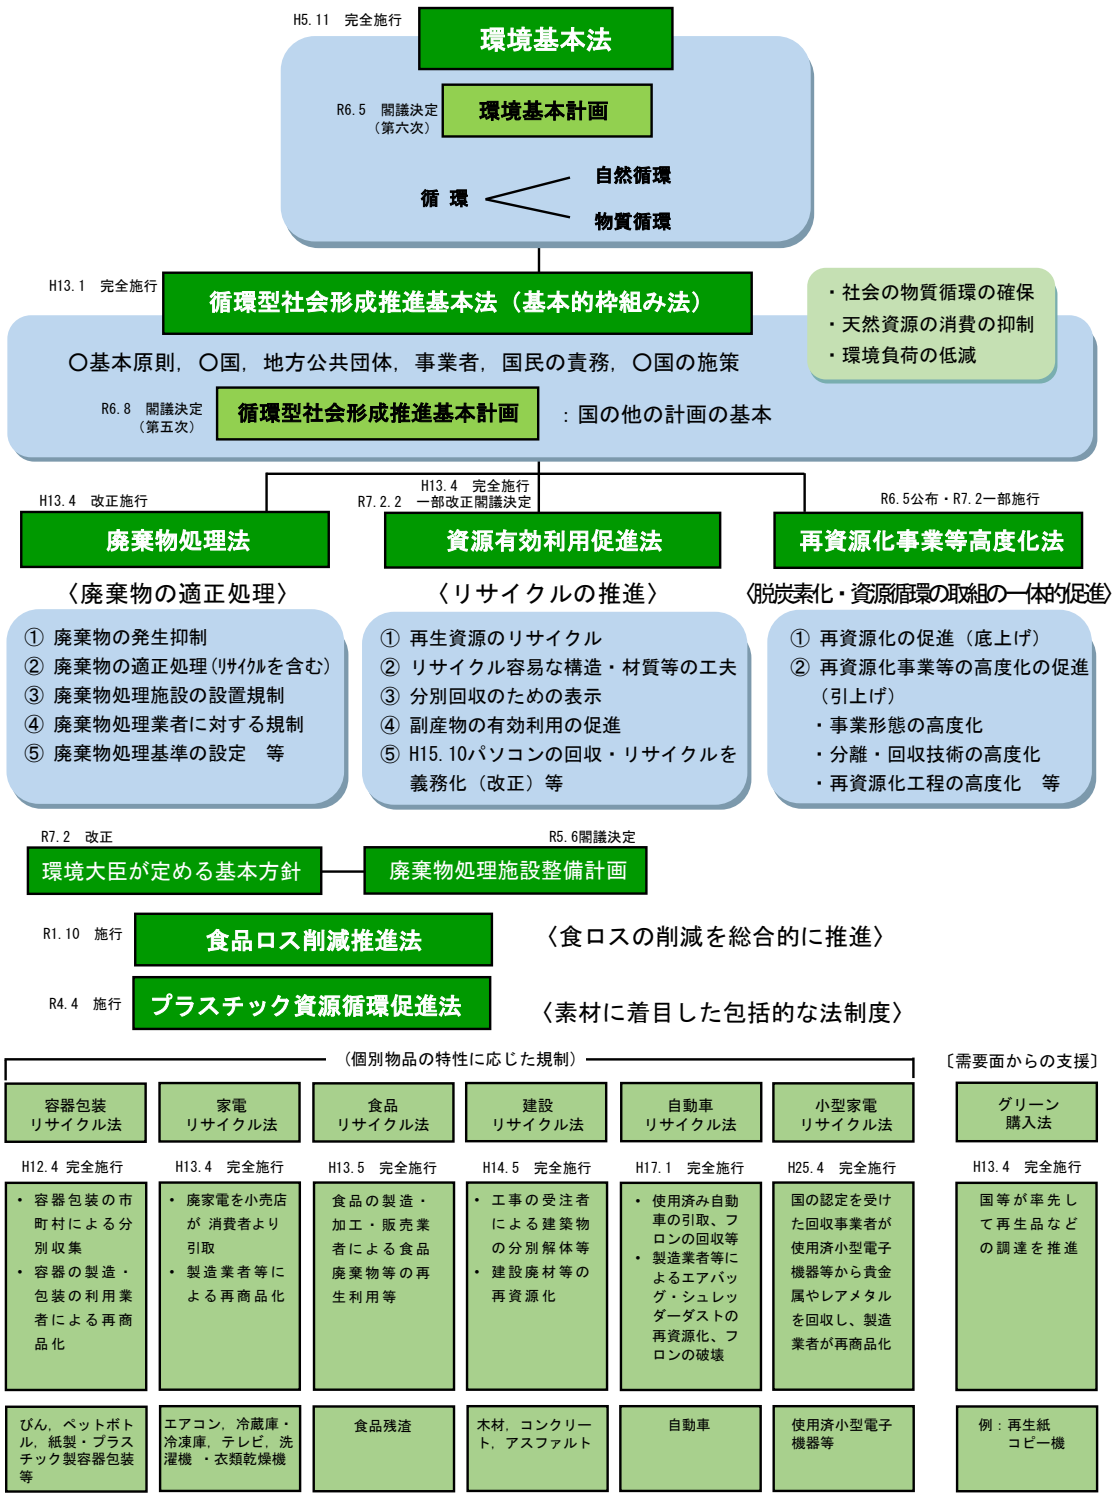 H5.11 完全施行
環境基本法
R6.5 閣議決定
（第六次）
環境基本計画
循 環
自然循環
物質循環
H13.1 完全施行
循環型社会形成推進基本法（基本的枠組み法）
・社会の物質循環の確保
・天然資源の消費の抑制
・環境負荷の低減
〇基本原則, 〇国, 地方公共団体, 事業者, 国民の責務, 〇国の施策
R6.8 閣議決定
（第五次）
循環型社会形成推進基本計画
：国の他の計画の基本
H13.4 改正施行
廃棄物処理法
〈廃棄物の適正処理〉
① 廃棄物の発生抑制
② 廃棄物の適正処理(ﾘｻｲｸﾙを含む)
③ 廃棄物処理施設の設置規制
④ 廃棄物処理業者に対する規制
⑤ 廃棄物処理基準の設定 等
H13.4 完全施行
R7.2.2 一部改正閣議決定
資源有効利用促進法
〈リサイクルの推進〉
① 再生資源のリサイクル
② リサイクル容易な構造・材質等の工夫
③ 分別回収のための表示
④ 副産物の有効利用の促進
⑤ H15.10パソコンの回収・リサイクルを
義務化（改正）等
R6.5公布・R7.2一部施行
再資源化事業等高度化法
〈脱炭素化・資源循環の取組の一体的促進〉
① 再資源化の促進（底上げ）
② 再資源化事業等の高度化の促進
（引上げ）
・事業形態の高度化
・分離・回収技術の高度化
・再資源化工程の高度化 等
R7.2 改正
環境大臣が定める基本方針
R5.6閣議決定
廃棄物処理施設整備計画
R1.10 施行
食品ロス削減推進法
〈食ロスの削減を総合的に推進〉
R4.4 施行
プラスチック資源循環促進法
〈素材に着目した包括的な法制度〉
（個別物品の特性に応じた規制）
〔需要面からの支援〕
容器包装
リサイクル法
H12.4 完全施行
・ 容器包装の市
町村による分
別収集
・ 容器の製造・
包装の利用業
者による再商
品化
びん, ペットボト
ル, 紙製・プラス
チック製容器包装
等
家電
リサイクル法
H13.4 完全施行
・ 廃家電を小売店
が 消費者より
引取
・ 製造業者等に
よる再商品化
エアコン, 冷蔵庫・
冷凍庫, テレビ, 洗
濯機 ・衣類乾燥機
食品
リサイクル法
H13.5 完全施行
食品の製造・
加工・販売業
者による食品
廃棄物等の再
生利用等
食品残渣
建設
リサイクル法
H14.5 完全施行
・ 工事の受注者
による建築物
の分別解体等
・ 建設廃材等の
再資源化
木材, コンクリー
ト, アスファルト
自動車
リサイクル法
H17.1 完全施行
・ 使用済み自動
車の引取、フ
ロンの回収等
・ 製造業者等に
よるエアバッ
グ・シュレッ
ダーダストの
再資源化、フ
ロンの破壊
自動車
小型家電
リサイクル法
H25.4 完全施行
国の認定を受け
た回収事業者が
使用済小型電子
機器等から貴金
属やレアメタル
を回収し、製造
業者が再商品化
使用済小型電子
機器等
グリーン
購入法
H13.4 完全施行
国等が率先し
て再生品など
の調達を推進
例：再生紙
コピー機